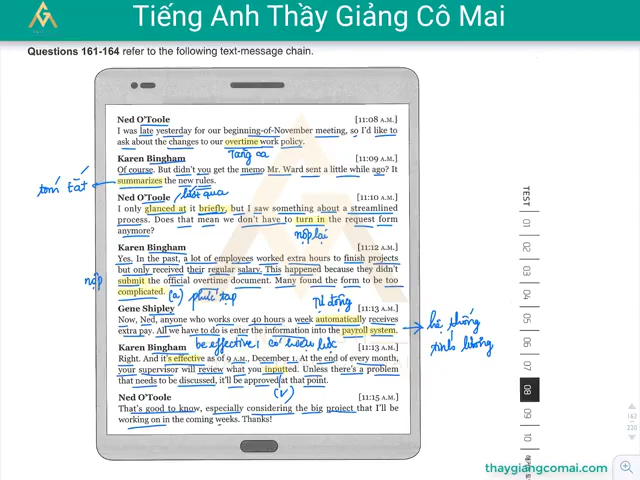 Tiếng Anh Thầy Giảng Cô Mai
Questions 161-164 refer to the following text-message chain.
Ned O'Toole [11:08 A.M.]
I was late yesterday for our beginning-of-November meeting, so I'd like to
ask about the changes to our overtime work policy.
Tăng ca
Karen Bingham [11:09 A.M.]
Of course. But didn't you get the memo Mr. Ward sent a little while ago? It
summarizes the new rules.
tóm tắt
Ned O'Toole lướt qua [11:10 A.M.]
I only glanced at it briefly, but I saw something about a streamlined
process. Does that mean we don't have to turn in the request form
anymore?
nộp lại
Karen Bingham [11:12 A.M.]
Yes. In the past, a lot of employees worked extra hours to finish projects
but only received their regular salary. This happened because they didn't
submit the official overtime document. Many found the form to be too
complicated.
nộp
(a) phức tạp
Tự động
Gene Shipley [11:13 A.M.]
Now, Ned, anyone who works over 40 hours a week automatically receives
extra pay. All we have to do is enter the information into the payroll system.
hệ thống
tính lương
be effective: có hiệu lực
Karen Bingham [11:13 A.M.]
Right. And it's effective as of 9 A.M., December 1. At the end of every month,
your supervisor will review what you inputted. Unless there's a problem
that needs to be discussed, it'll be approved at that point.
(v)
Ned O'Toole [11:15 A.M.]
That's good to know, especially considering the big project that I'll be
working on in the coming weeks. Thanks!
TEST
01
02
03
04
05
06
07
08
09
10
162
220
thaygiangcomai.com